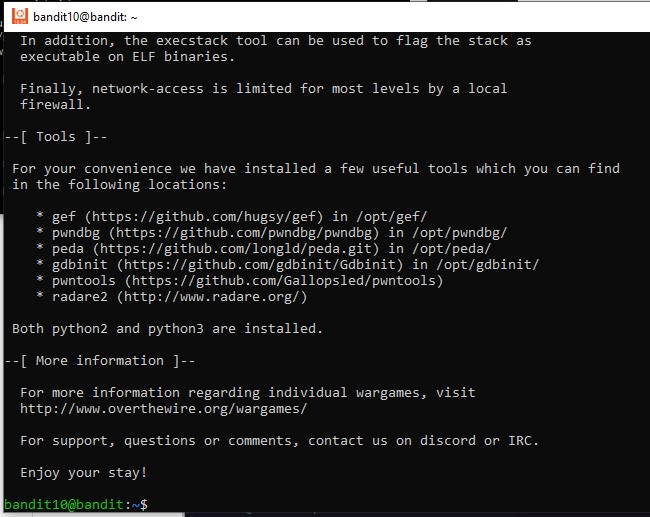 bandit10@bandit: ~
In addition, the execstack tool can be used to flag the stack as
executable on ELF binaries.
Finally, network-access is limited for most levels by a local
firewall.
--[ Tools ]--
For your convenience we have installed a few useful tools which you can find
in the following locations:
* gef (https://github.com/hugsy/gef) in /opt/gef/
* pwndbg (https://github.com/pwndbg/pwndbg) in /opt/pwndbg/
* peda (https://github.com/longld/peda.git) in /opt/peda/
* gdbinit (https://github.com/gdbinit/Gdbinit) in /opt/gdbinit/
* pwntools (https://github.com/Gallopsled/pwntools)
* radare2 (http://www.radare.org/)
Both python2 and python3 are installed.
--[ More information ]--
For more information regarding individual wargames, visit
http://www.overthewire.org/wargames/
For support, questions or comments, contact us on discord or IRC.
Enjoy your stay!
bandit10@bandit:~$